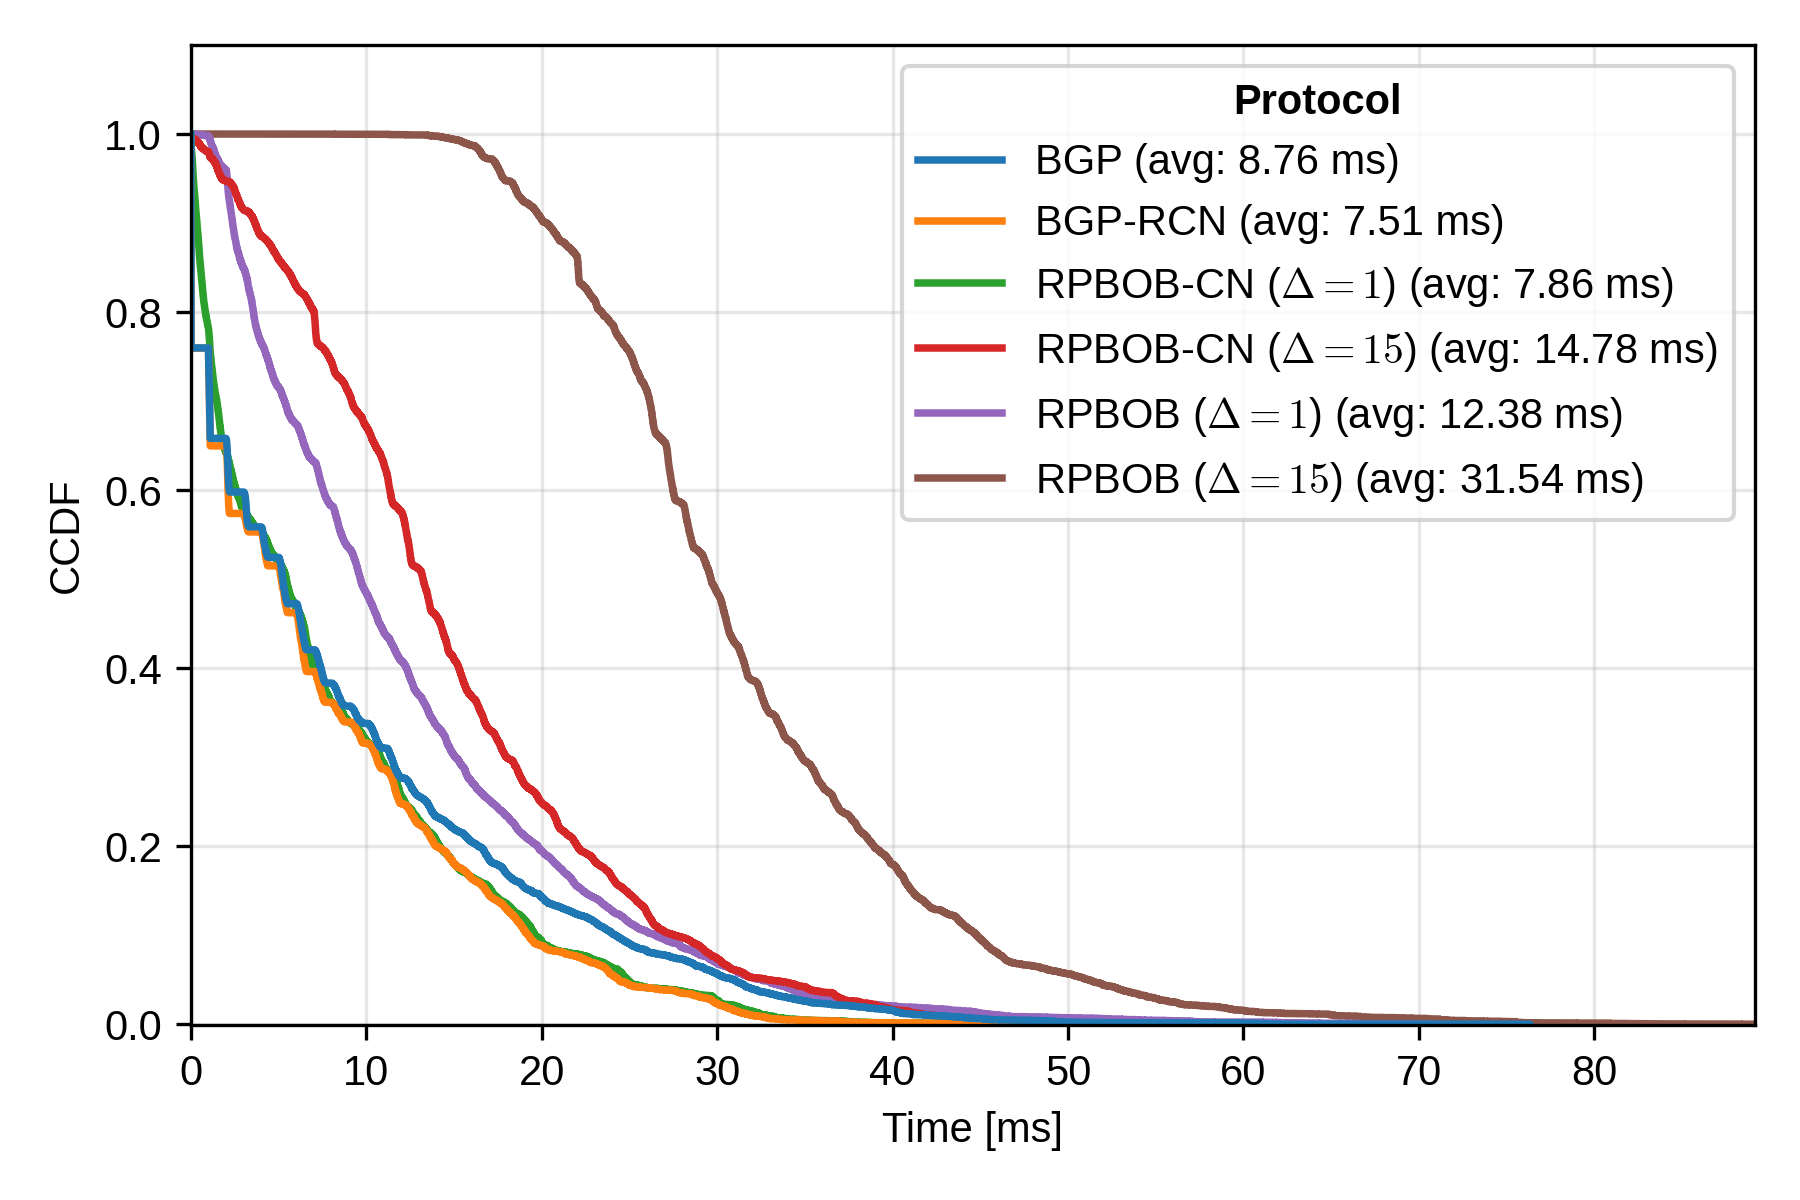 Protocol
BGP (avg: 8.76 ms)
BGP-RCN (avg: 7.51 ms)
RPBOB-CN (Δ = 1) (avg: 7.86 ms)
RPBOB-CN (Δ = 15) (avg: 14.78 ms)
RPBOB (Δ = 1) (avg: 12.38 ms)
RPBOB (Δ = 15) (avg: 31.54 ms)
CCDF
1.0
0.8
0.6
0.4
0.2
0.0
0 10 20 30 40 50 60 70 80
Time [ms]